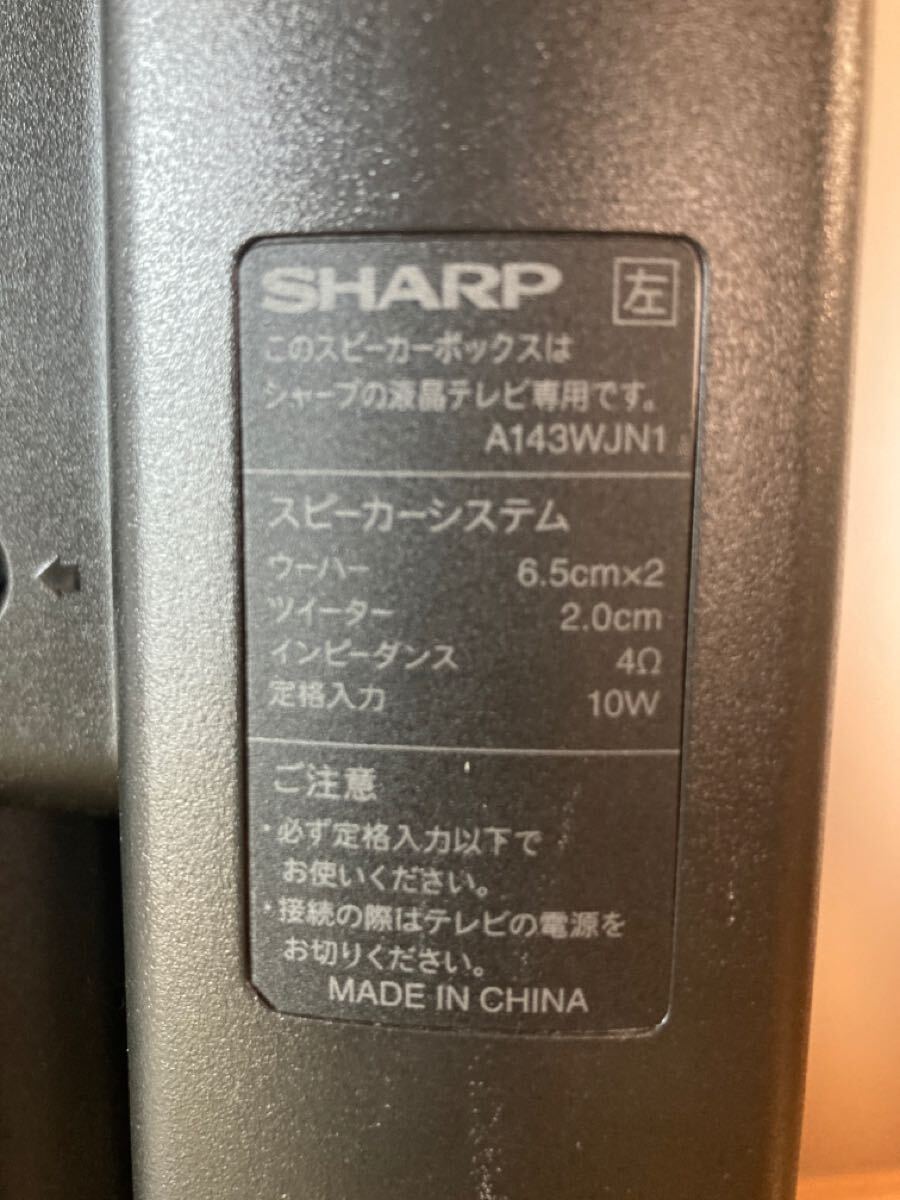 SHARP 左
このスピーカーボックスは
シャープの液晶テレビ専用です。
A143WJN1
スピーカーシステム
ウーハー 6.5cm×2
ツイーター 2.0cm
インピーダンス 4Ω
定格入力 10W
ご注意
・必ず定格入力以下で
お使いください。
・接続の際はテレビの電源を
お切りください。
MADE IN CHINA